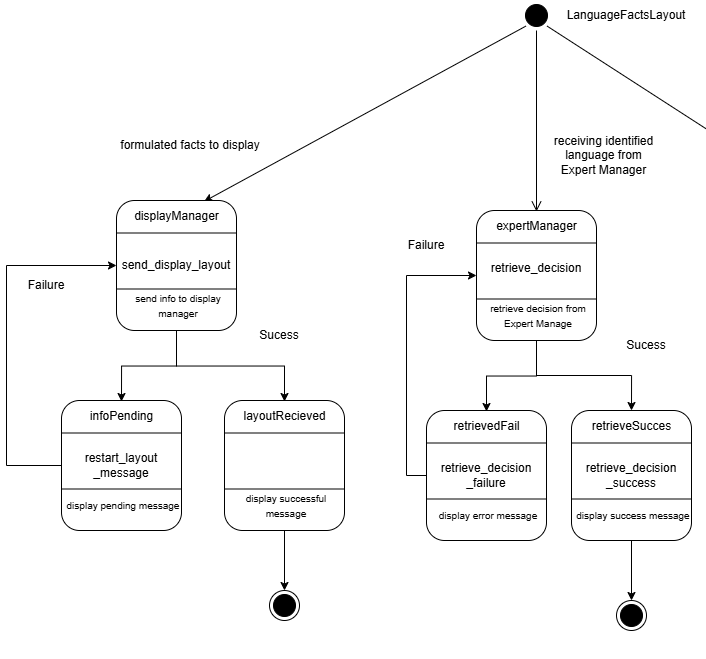 LanguageFactsLayout
formulated facts to display
receiving identified
language from
Expert Manager
displayManager
send_display_layout
send info to display
manager
Failure
Sucess
expertManager
retrieve_decision
retrieve decision from
Expert Manage
Failure
Sucess
infoPending
restart_layout
_message
display pending message
layoutRecieved
display successful
message
retrievedFail
retrieve_decision
_failure
display error message
retrieveSucces
retrieve_decision
_success
display success message